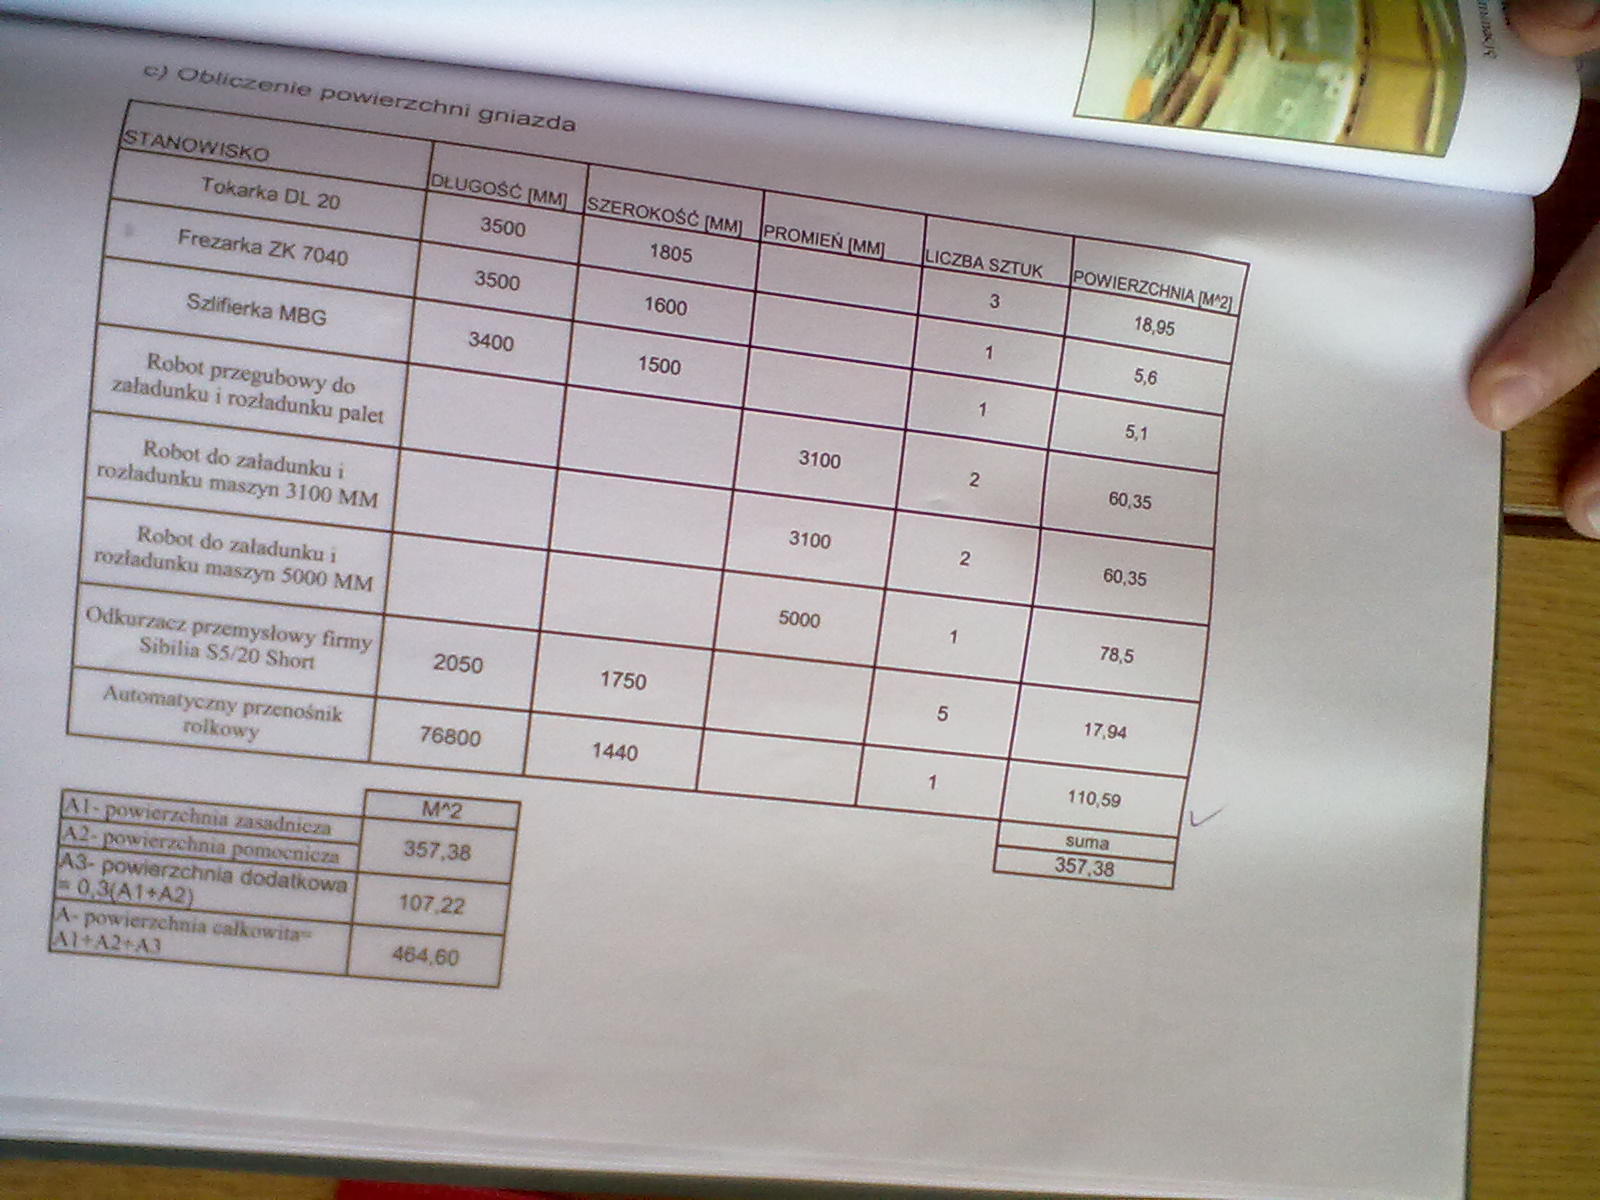 c) Obliczenie powierzchni gniazda
STANOWISKO DŁUGOŚĆ [MM] SZEROKOŚĆ [MM] PROMIEŃ [MM] LICZBA SZTUK POWIERZCHNIA [M^2]
Tokarka DL 20 3500 1805 3 18,95
Frezarka ZK 7040 3500 1600 1 5,6
Szlifierka MBG 3400 1500 1 5,1
Robot przegubowy do
załadunku i rozładunku palet 3100 2 60,35
Robot do załadunku i
rozładunku maszyn 3100 MM 3100 2 60,35
Robot do załadunku i
rozładunku maszyn 5000 MM 5000 1 78,5
Odkurzacz przemysłowy firmy
Sibilia S5/20 Short 2050 1750 5 17,94
Automatyczny przenośnik
rolkowy 76800 1440 1 110,59
suma
357,38
M^2
A1- powierzchnia zasadnicza
A2- powierzchnia pomocnicza 357,38
A3- powierzchnia dodatkowa
= 0,3(A1+A2) 107,22
A- powierzchnia całkowita=
A1+A2+A3 464,60